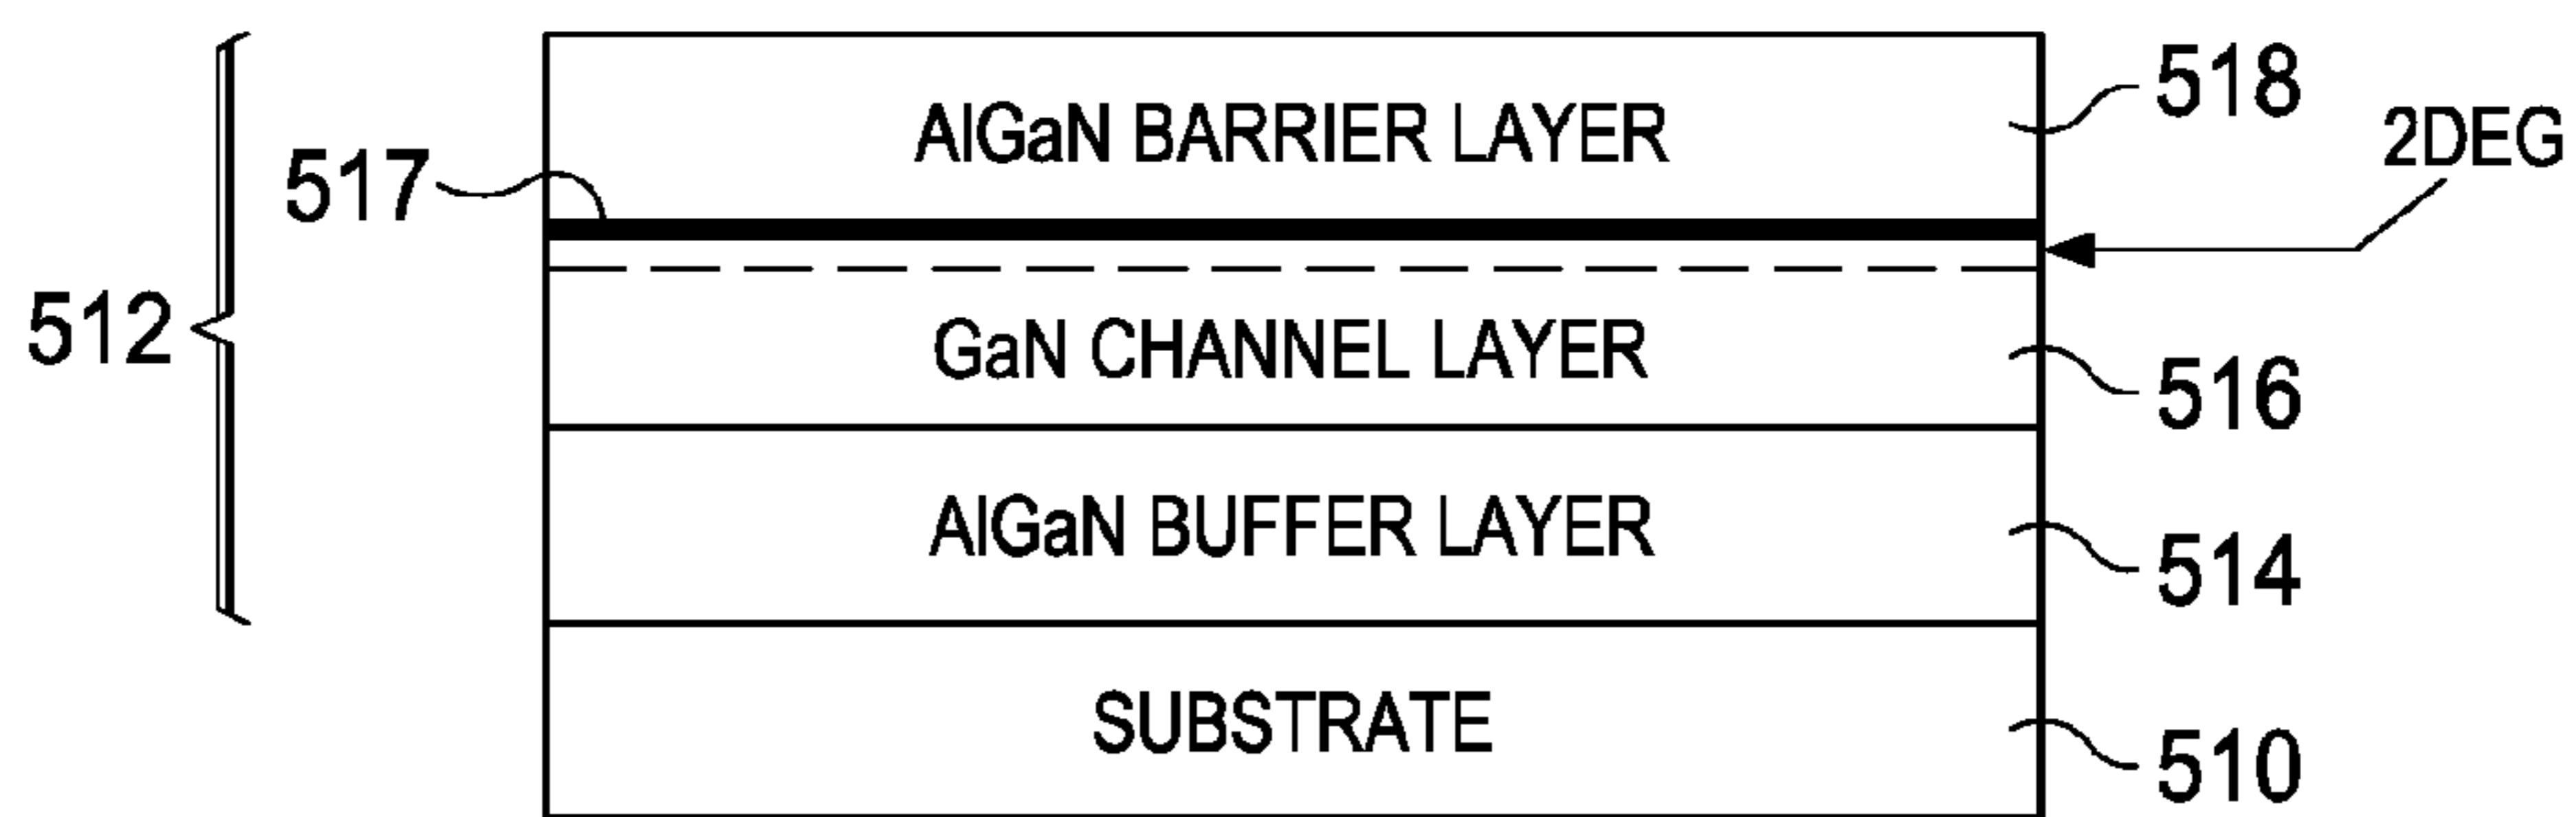 518
AlGaN BARRIER LAYER
2DEG
517
512
GaN CHANNEL LAYER
516
AlGaN BUFFER LAYER
514
SUBSTRATE
510